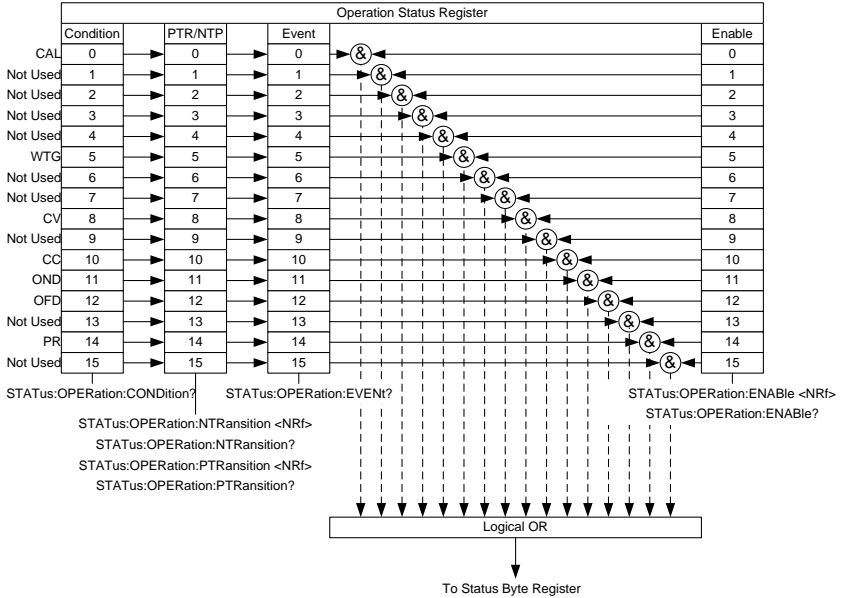 Operation Status Register
Condition PTR/NTP Event Enable
CAL 0 0 0 & 0
Not Used 1 1 1 & 1
Not Used 2 2 2 & 2
Not Used 3 3 3 & 3
Not Used 4 4 4 & 4
WTG 5 5 5 & 5
Not Used 6 6 6 & 6
Not Used 7 7 7 & 7
CV 8 8 8 & 8
Not Used 9 9 9 & 9
CC 10 10 10 & 10
OND 11 11 11 & 11
OFD 12 12 12 & 12
Not Used 13 13 13 & 13
PR 14 14 14 & 14
Not Used 15 15 15 & 15
STATus:OPERation:CONDition? STATus:OPERation:EVENt? STATus:OPERation:ENABle <NRf>
STATus:OPERation:ENABle?
STATus:OPERation:NTRansition <NRf>
STATus:OPERation:NTRansition?
STATus:OPERation:PTRansition <NRf>
STATus:OPERation:PTRansition?
Logical OR
To Status Byte Register